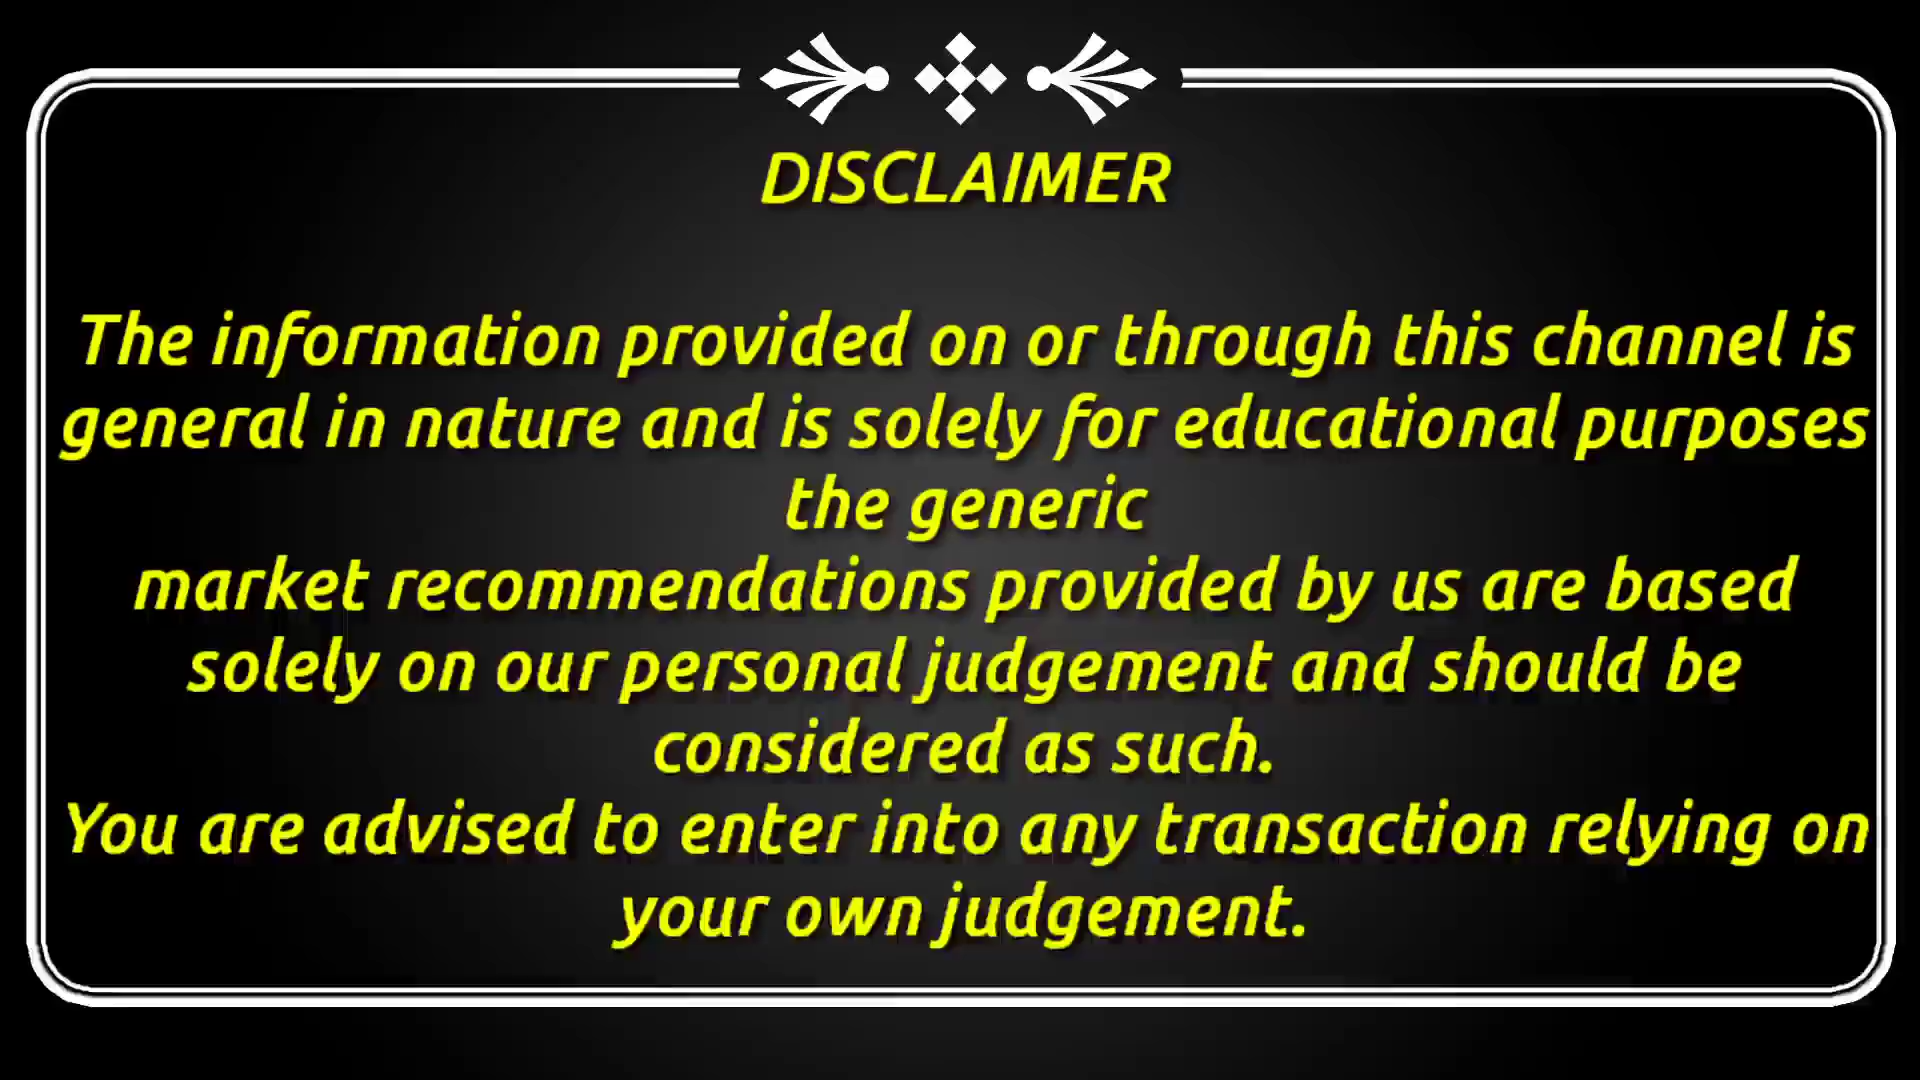 DISCLAIMER
The information provided on or through this channel is
general in nature and is solely for educational purposes
the generic
market recommendations provided by us are based
solely on our personal judgement and should be
considered as such.
You are advised to enter into any transaction relying on
your own judgement.